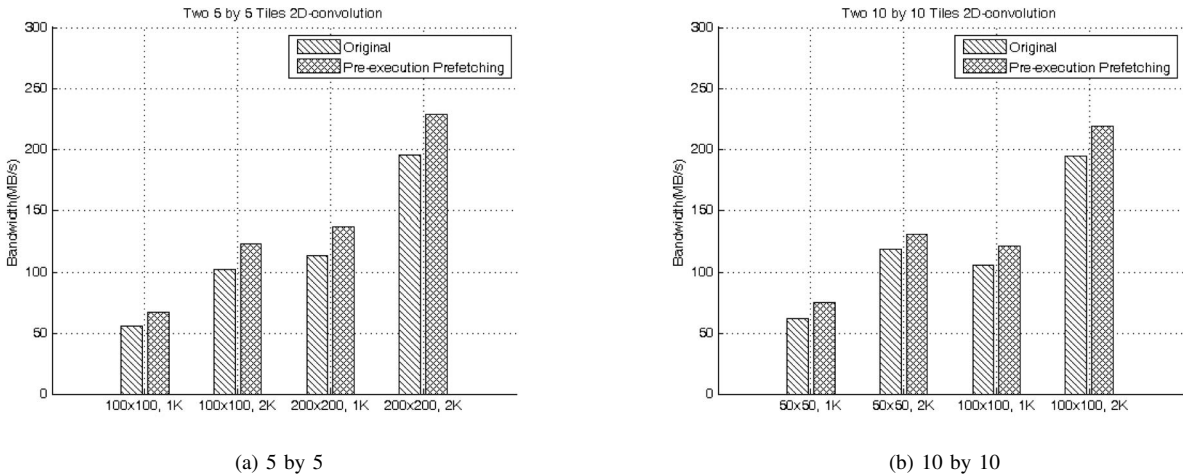 Two 5 by 5 Tiles 2D-convolution
300
250
200
150
100
50
0
Bandwidth(MB/s)
Original
Pre-execution Prefetching
100x100, 1K
100x100, 2K
200x200, 1K
200x200, 2K
(a) 5 by 5
Two 10 by 10 Tiles 2D-convolution
300
250
200
150
100
50
0
Bandwidth(MB/s)
Original
Pre-execution Prefetching
50x50, 1K
50x50, 2K
100x100, 1K
100x100, 2K
(b) 10 by 10